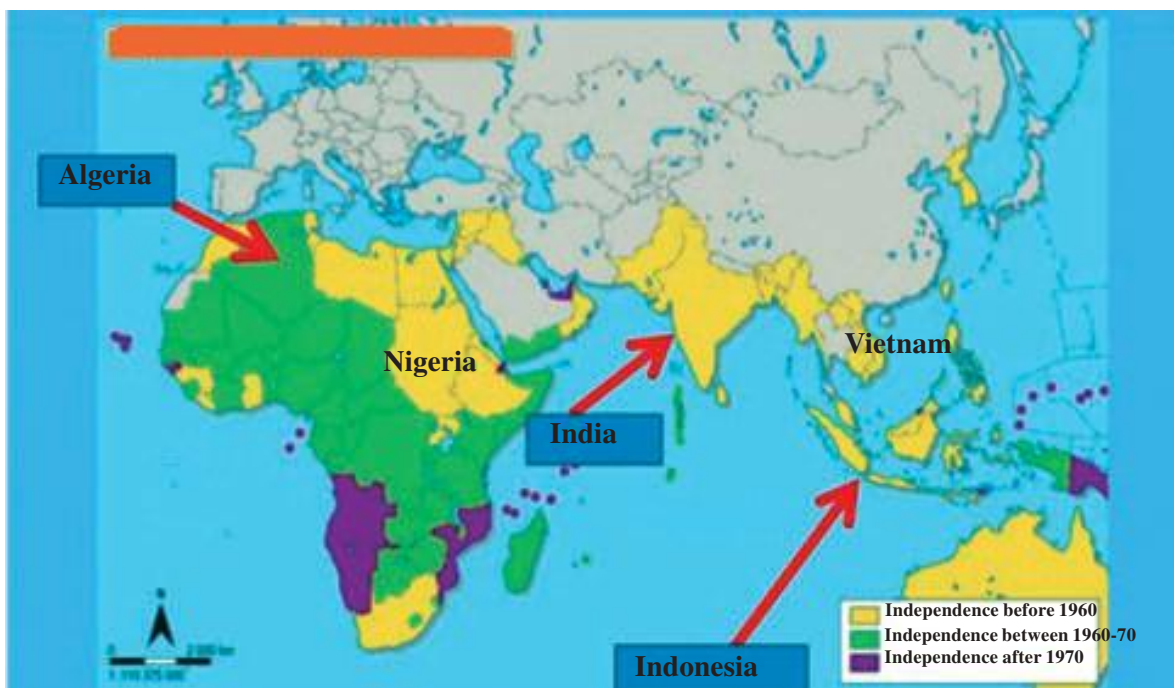 Algeria
Nigeria
Vietnam
India
Indonesia
Independence before 1960
Independence between 1960-70
Independence after 1970